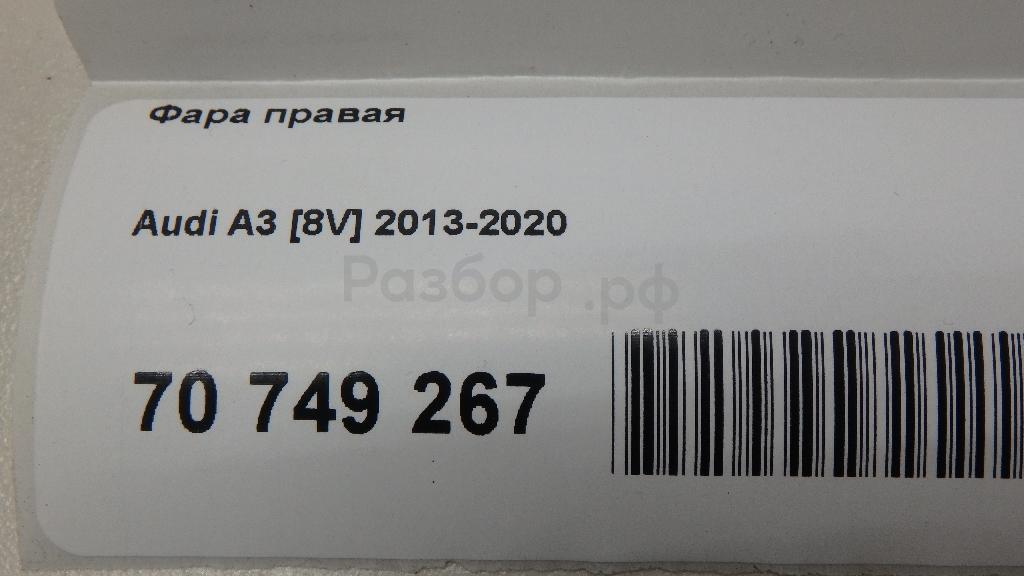 Фара правая
Audi A3 [8V] 2013-2020
Разбор.рф
70 749 267